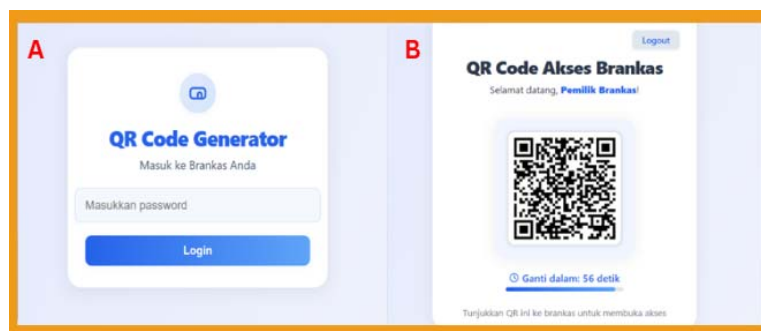 A
QR Code Generator
Masuk ke Brankas Anda
Masukkan password
Login
B
Logout
QR Code Akses Brankas
Selamat datang, Pemilik Brankas!
Ganti dalam: 56 detik
Tunjukkan QR ini ke brankas untuk membuka akses